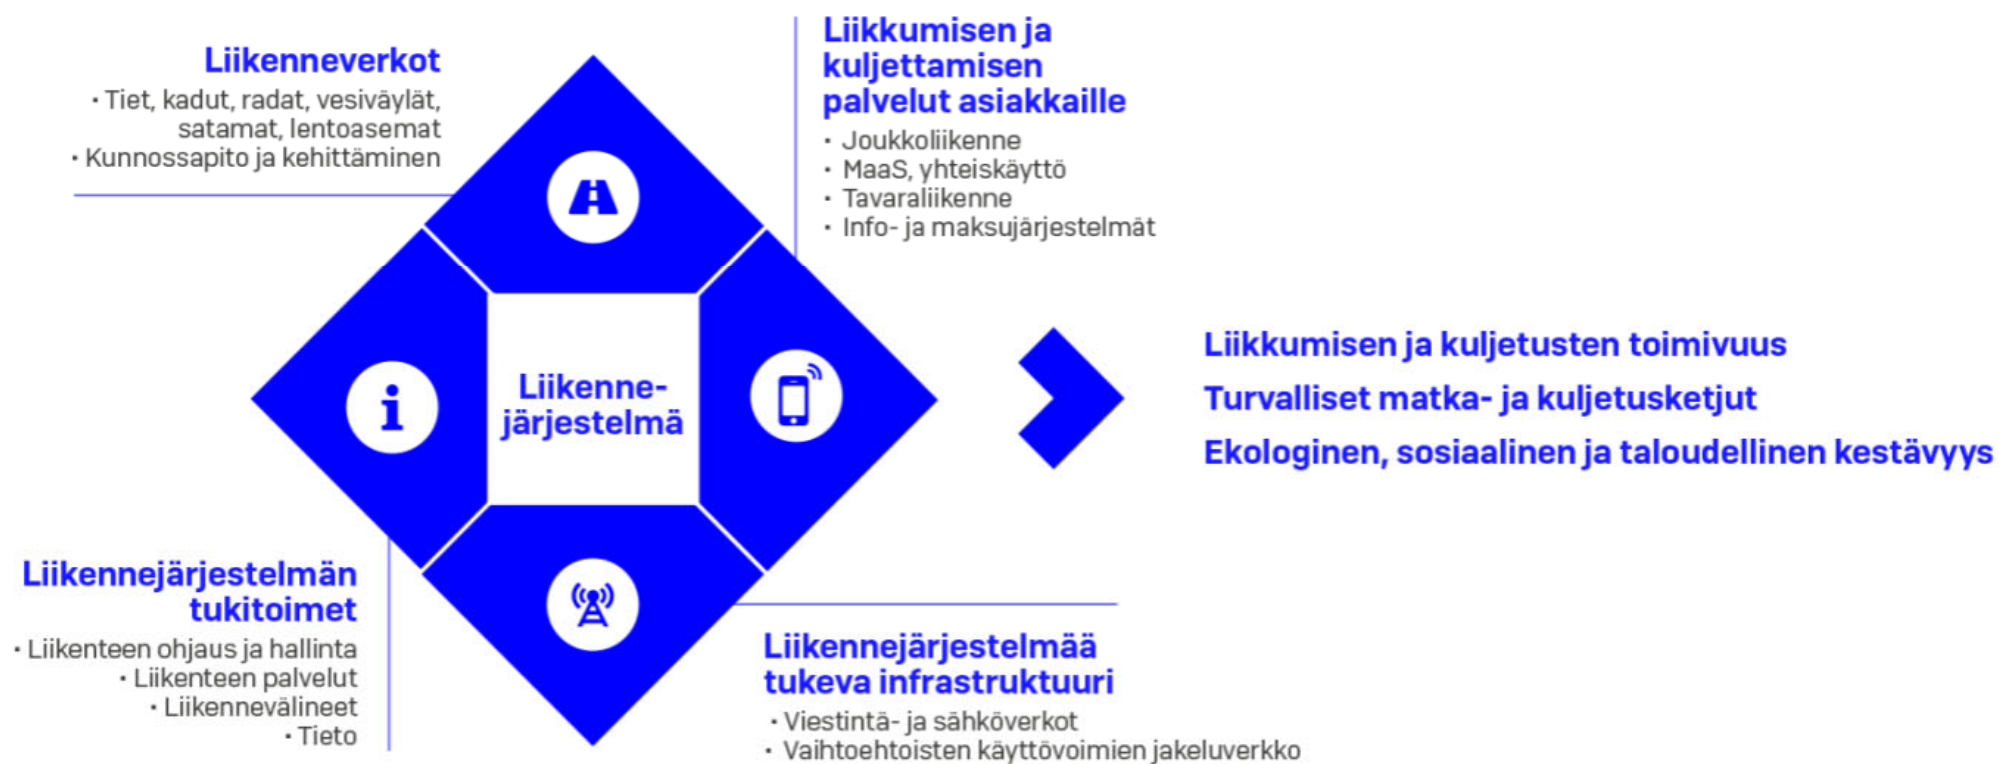 Liikenneverkot
· Tiet, kadut, radat, vesiväylät,
satamat, lentoasemat
· Kunnossapito ja kehittäminen
Liikkumisen ja
kuljettamisen
palvelut asiakkaille
· Joukkoliikenne
· MaaS, yhteiskäyttö
· Tavaraliikenne
· Info- ja maksujärjestelmät
Liikenne-
järjestelmä
Liikkumisen ja kuljetusten toimivuus
Turvalliset matka- ja kuljetusketjut
Ekologinen, sosiaalinen ja taloudellinen kestävyys
Liikennejärjestelmän
tukitoimet
· Liikenteen ohjaus ja hallinta
· Liikenteen palvelut
· Liikennevälineet
· Tieto
Liikennejärjestelmää
tukeva infrastruktuuri
· Viestintä- ja sähköverkot
· Vaihtoehtoisten käyttövoimien jakeluverkko